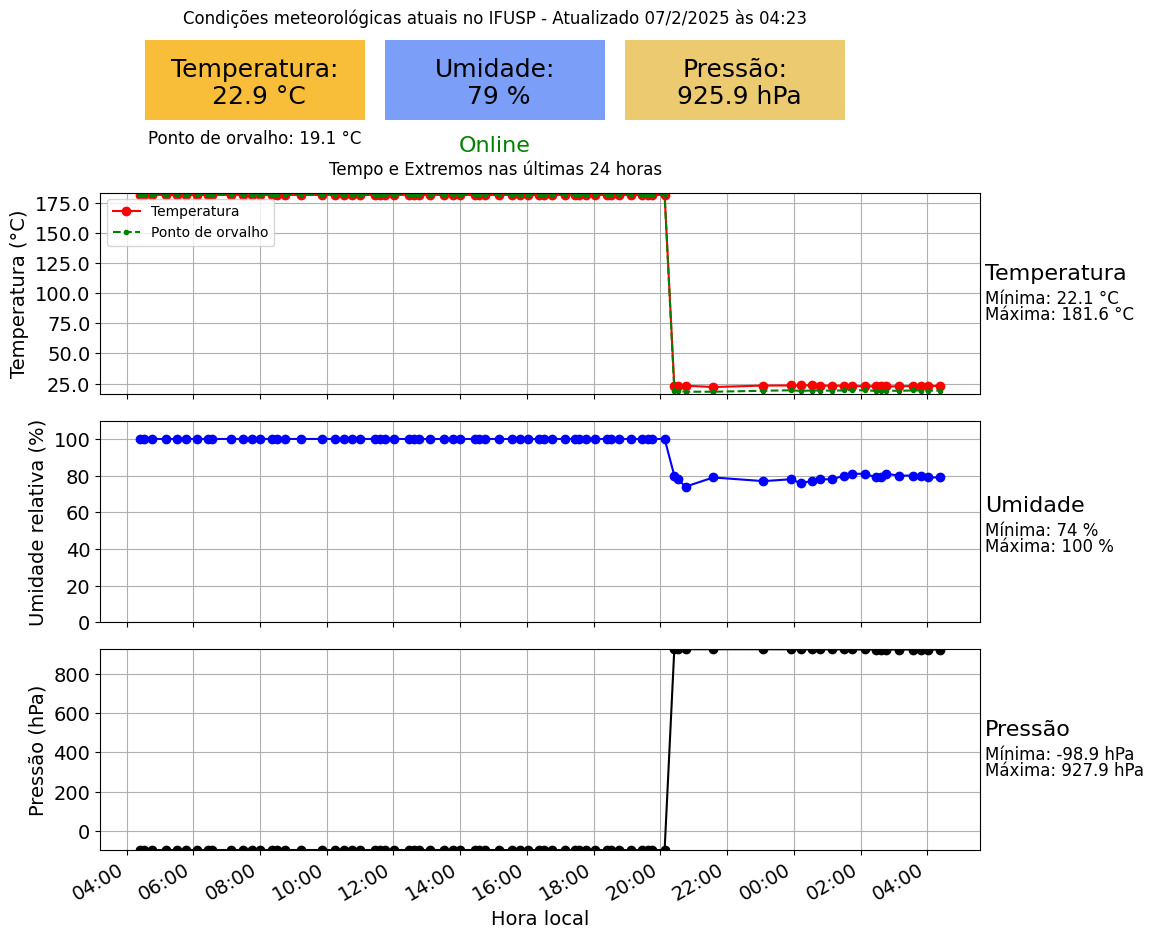 Condições meteorológicas atuais no IFUSP - Atualizado 07/2/2025 às 04:23
Temperatura:
22.9 °C
Umidade:
79 %
Pressão:
925.9 hPa
Ponto de orvalho: 19.1 °C
Online
Tempo e Extremos nas últimas 24 horas
Temperatura (°C)
175.0
150.0
125.0
100.0
75.0
50.0
25.0
Temperatura
Ponto de orvalho
Temperatura
Mínima: 22.1 °C
Máxima: 181.6 °C
Umidade relativa (%)
100
80
60
40
20
0
Umidade
Mínima: 74 %
Máxima: 100 %
Pressão (hPa)
800
600
400
200
0
Pressão
Mínima: -98.9 hPa
Máxima: 927.9 hPa
04:00
06:00
08:00
10:00
12:00
14:00
16:00
18:00
20:00
22:00
00:00
02:00
04:00
Hora local